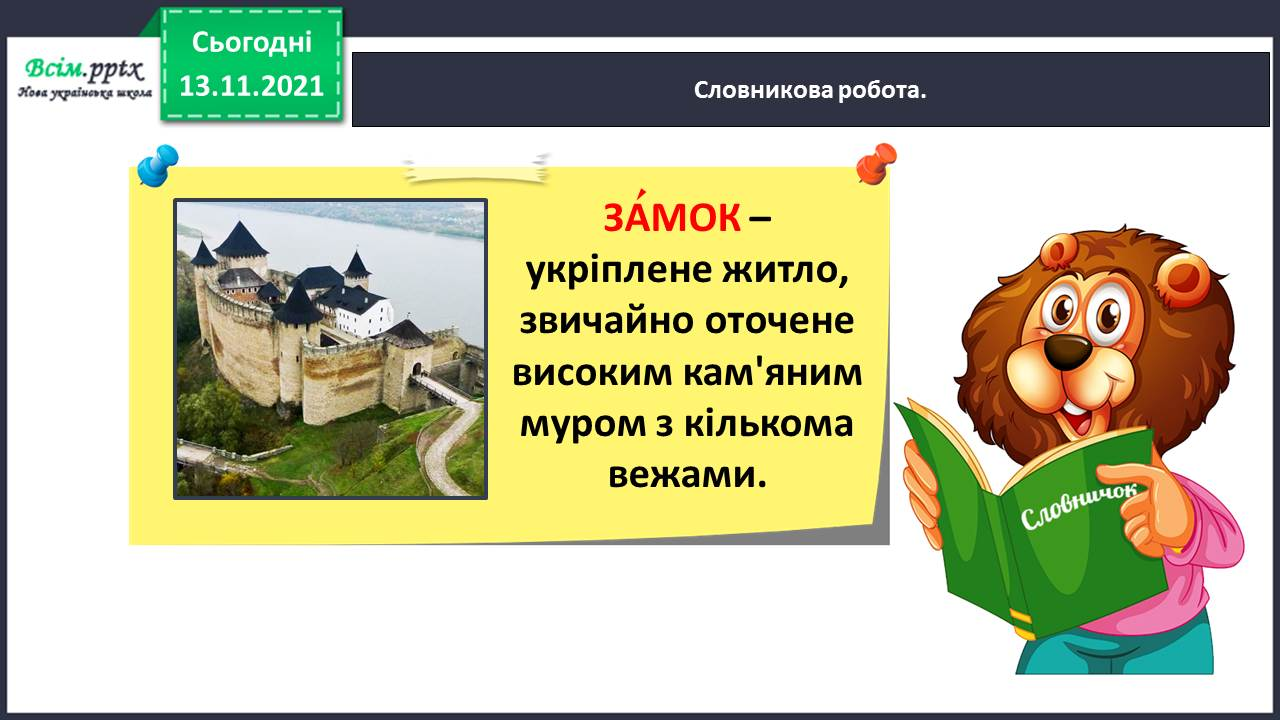 Всім.pptx
Нова українська школа
Сьогодні
13.11.2021
Словникова робота.
ЗА́МОК –
укріплене житло,
звичайно оточене
високим кам'яним
муром з кількома
вежами.
Словничок